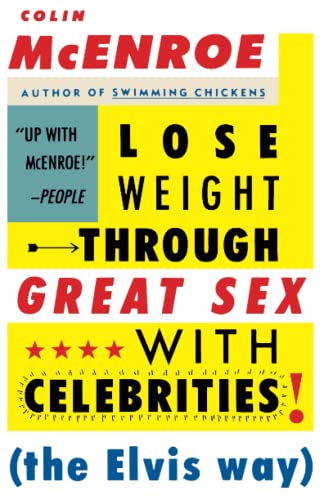 COLIN
McENROE
AUTHOR OF SWIMMING CHICKENS
“UP WITH
McENROE!”
–PEOPLE
LOSE
WEIGHT
THROUGH
GREAT SEX
WITH
CELEBRITIES!
(the Elvis way)